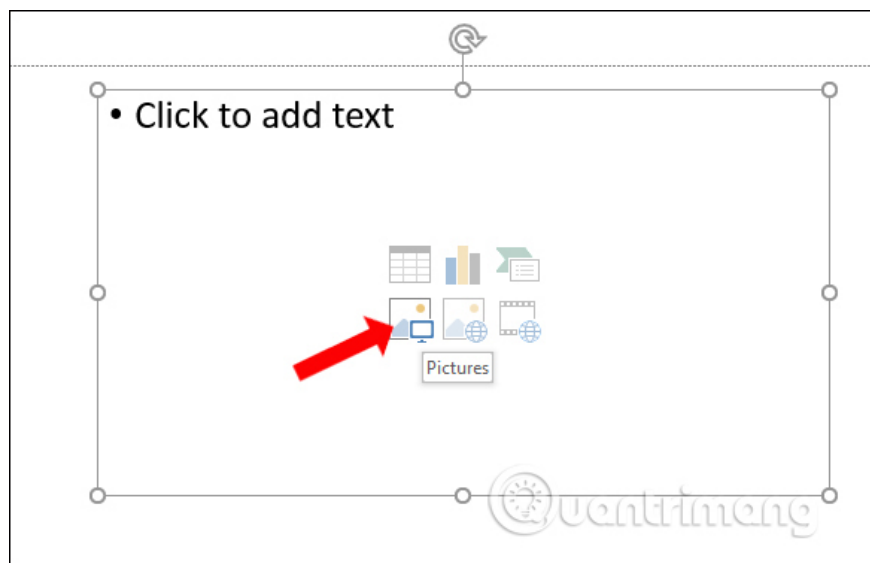 • Click to add text
Pictures
Quantrimang